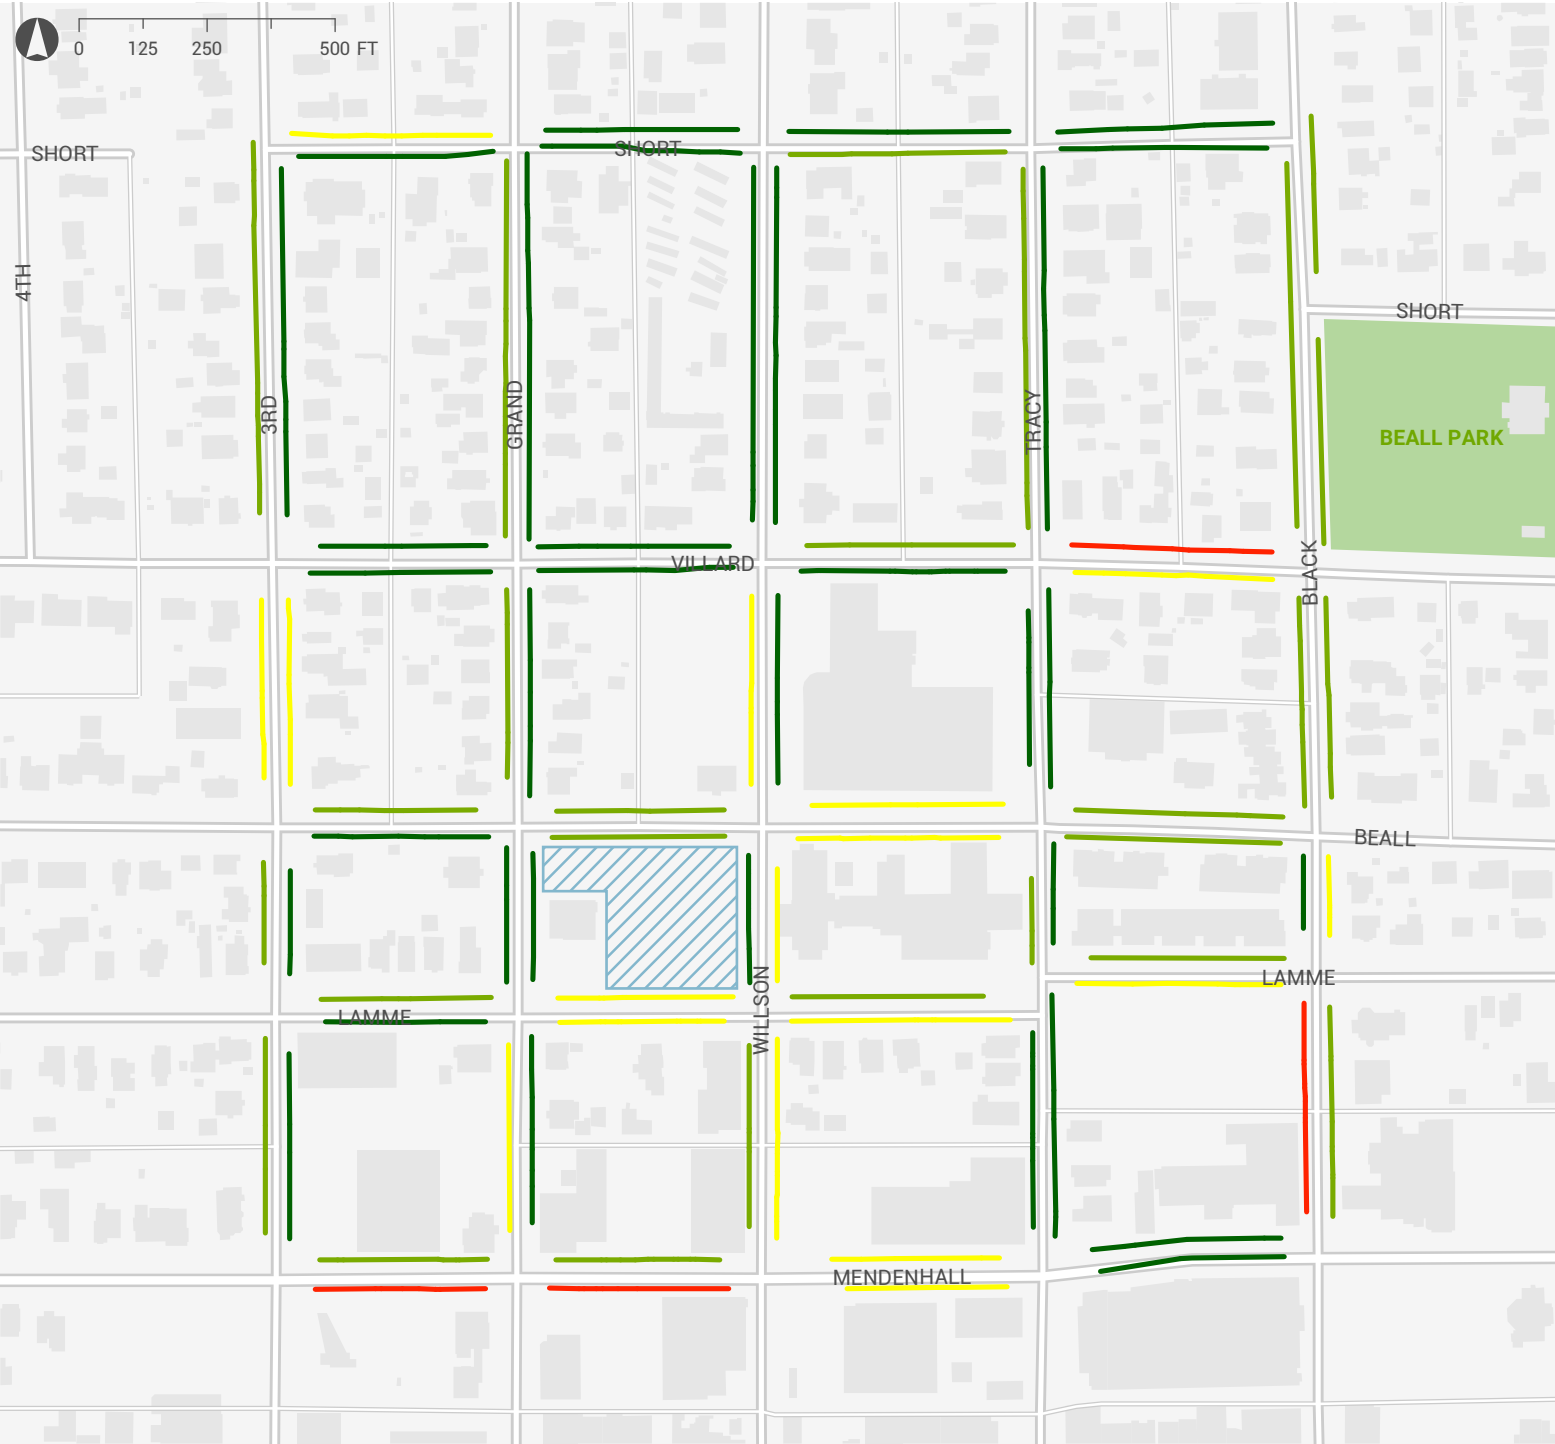 0 125 250 500 FT
SHORT
SHORT
4TH
SHORT
3RD
GRAND
TRACY
BEALL PARK
VILLARD
BLACK
BEALL
LAMME
WILLSON
LAMME
MENDENHALL